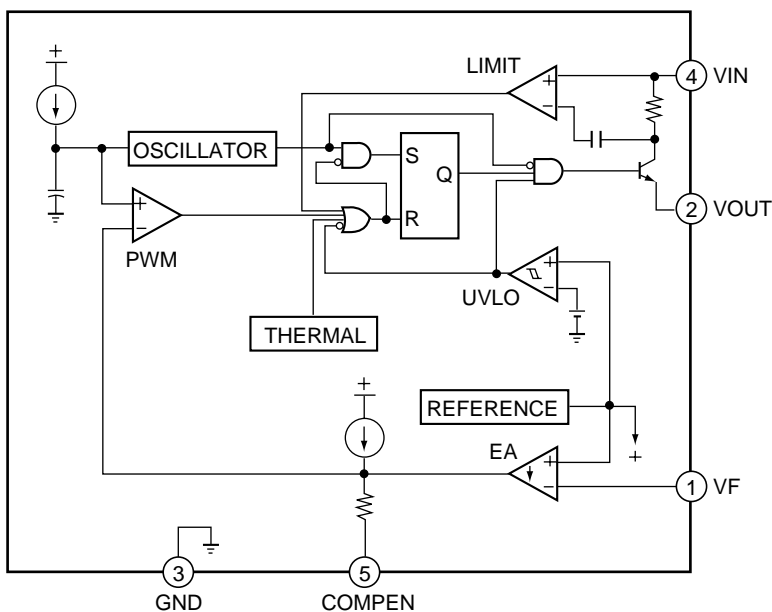 +
LIMIT
+
−
4 VIN
OSCILLATOR
S
Q
R
+
−
PWM
2 VOUT
+
−
UVLO
THERMAL
+
REFERENCE
+
EA
+
−
1 VF
3
GND
5
COMPEN